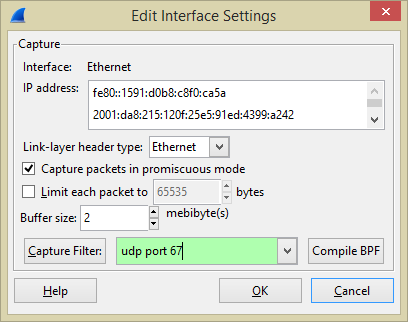 Edit Interface Settings
Capture
Interface: Ethernet
IP address:
fe80::1591:d0b8:c8f0:ca5a
2001:da8:215:120f:25e5:91ed:4399:a242
Link-layer header type: Ethernet
Capture packets in promiscuous mode
Limit each packet to 65535 bytes
Buffer size: 2 mebibyte(s)
Capture Filter: udp port 67 Compile BPF
Help OK Cancel